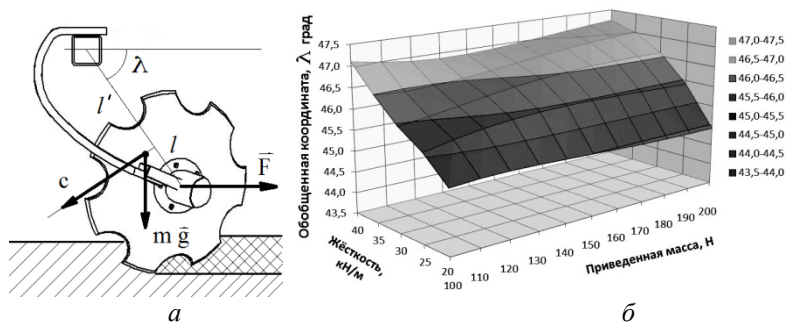 λ
l'
l
c
F
m g
а
Обобщенная координата, λ град
47,5
47,0
46,5
46,0
45,5
45,0
44,5
44,0
43,5
40
35
30
25
20
Жёсткость,
кН/м
100 110 120 130 140 150 160 170 180 190 200
Приведенная масса, Н
47,0-47,5
46,5-47,0
46,0-46,5
45,5-46,0
45,0-45,5
44,5-45,0
44,0-44,5
43,5-44,0
б